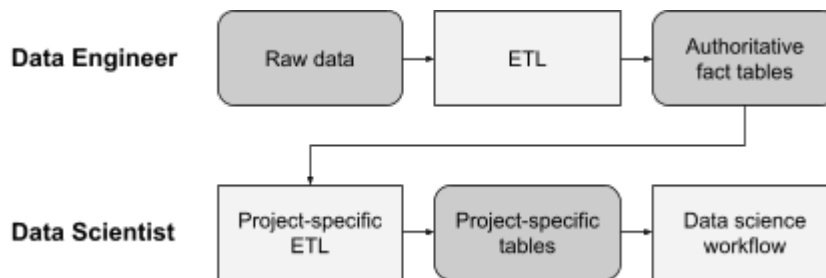 Data Engineer
Raw data
ETL
Authoritative
fact tables
Data Scientist
Project-specific
ETL
Project-specific
tables
Data science
workflow